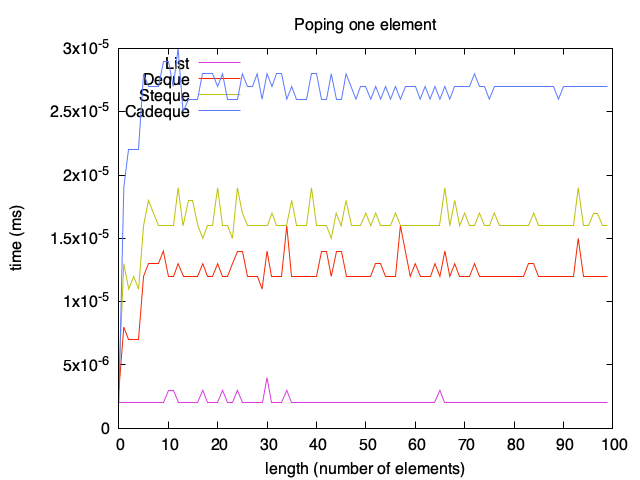 Poping one element
3x10⁻⁵
2.5x10⁻⁵
2x10⁻⁵
1.5x10⁻⁵
1x10⁻⁵
5x10⁻⁶
0
time (ms)
List
Deque
Steque
Cadeque
0 10 20 30 40 50 60 70 80 90 100
length (number of elements)